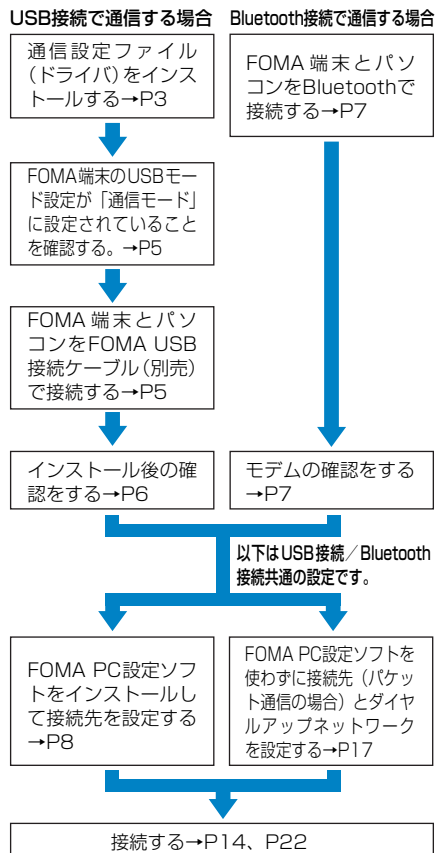 USB接続で通信する場合
Bluetooth接続で通信する場合
通信設定ファイル
(ドライバ)をインス
トールする→P3
FOMA 端末とパソ
コンをBluetoothで
接続する→P7
FOMA端末のUSBモー
ド設定が「通信モード」
に設定されていること
を確認する。→P5
FOMA 端末とパソ
コンをFOMA USB
接続ケーブル(別売)
で接続する→P5
インストール後の確
認をする→P6
モデムの確認をする
→P7
以下はUSB接続/Bluetooth
接続共通の設定です。
FOMA PC設定ソフ
トをインストールし
て接続先を設定する
→P8
FOMA PC設定ソフトを
使わずに接続先(パケッ
ト通信の場合)とダイヤ
ルアップネットワーク
を設定する→P17
接続する→P14、P22